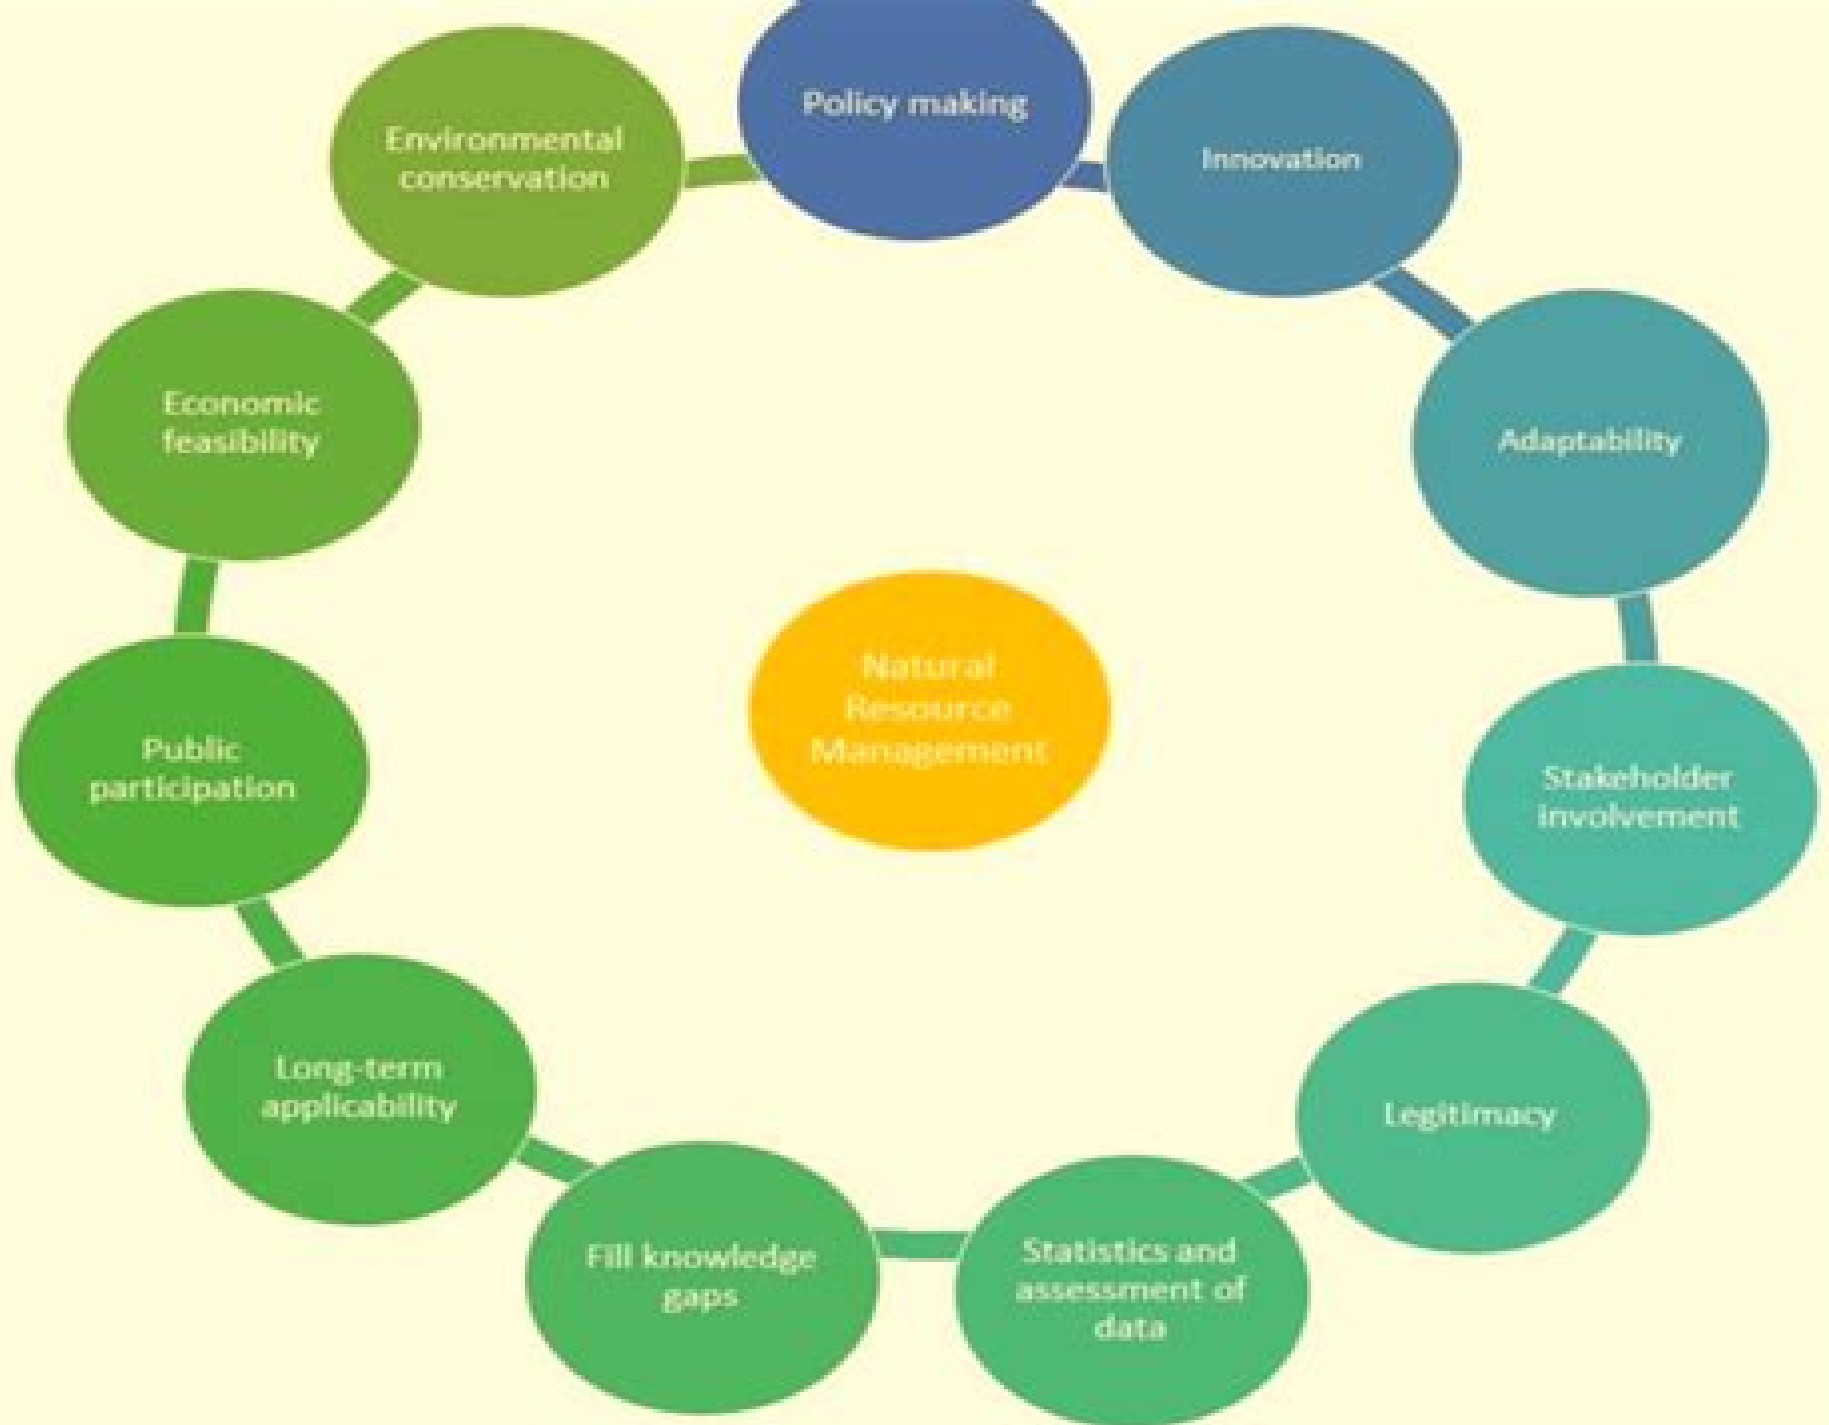 Policy making
Innovation
Adaptability
Stakeholder
involvement
Legitimacy
Statistics and
assessment of
data
Fill knowledge
gaps
Long-term
applicability
Public
participation
Economic
feasibility
Environmental
conservation
Natural
Resource
Management